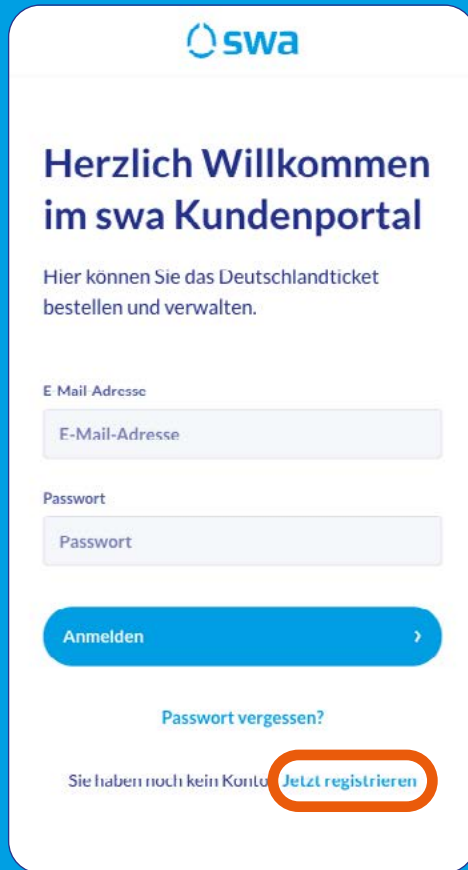 swa
Herzlich Willkommen
im swa Kundenportal
Hier können Sie das Deutschlandticket
bestellen und verwalten.
E-Mail-Adresse
E-Mail-Adresse
Passwort
Passwort
Anmelden
Passwort vergessen?
Sie haben noch kein Konto Jetzt registrieren